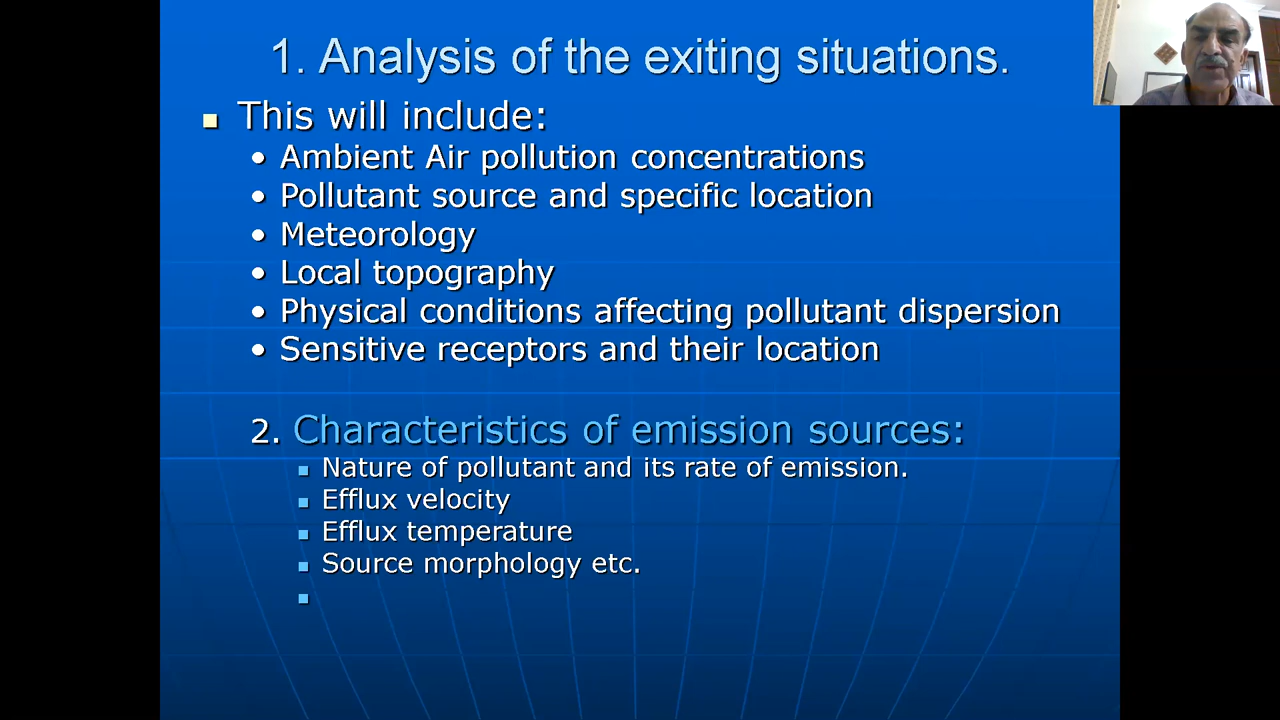 1. Analysis of the exiting situations.
This will include:
• Ambient Air pollution concentrations
• Pollutant source and specific location
• Meteorology
• Local topography
• Physical conditions affecting pollutant dispersion
• Sensitive receptors and their location
2. Characteristics of emission sources:
Nature of pollutant and its rate of emission.
Efflux velocity
Efflux temperature
Source morphology etc.